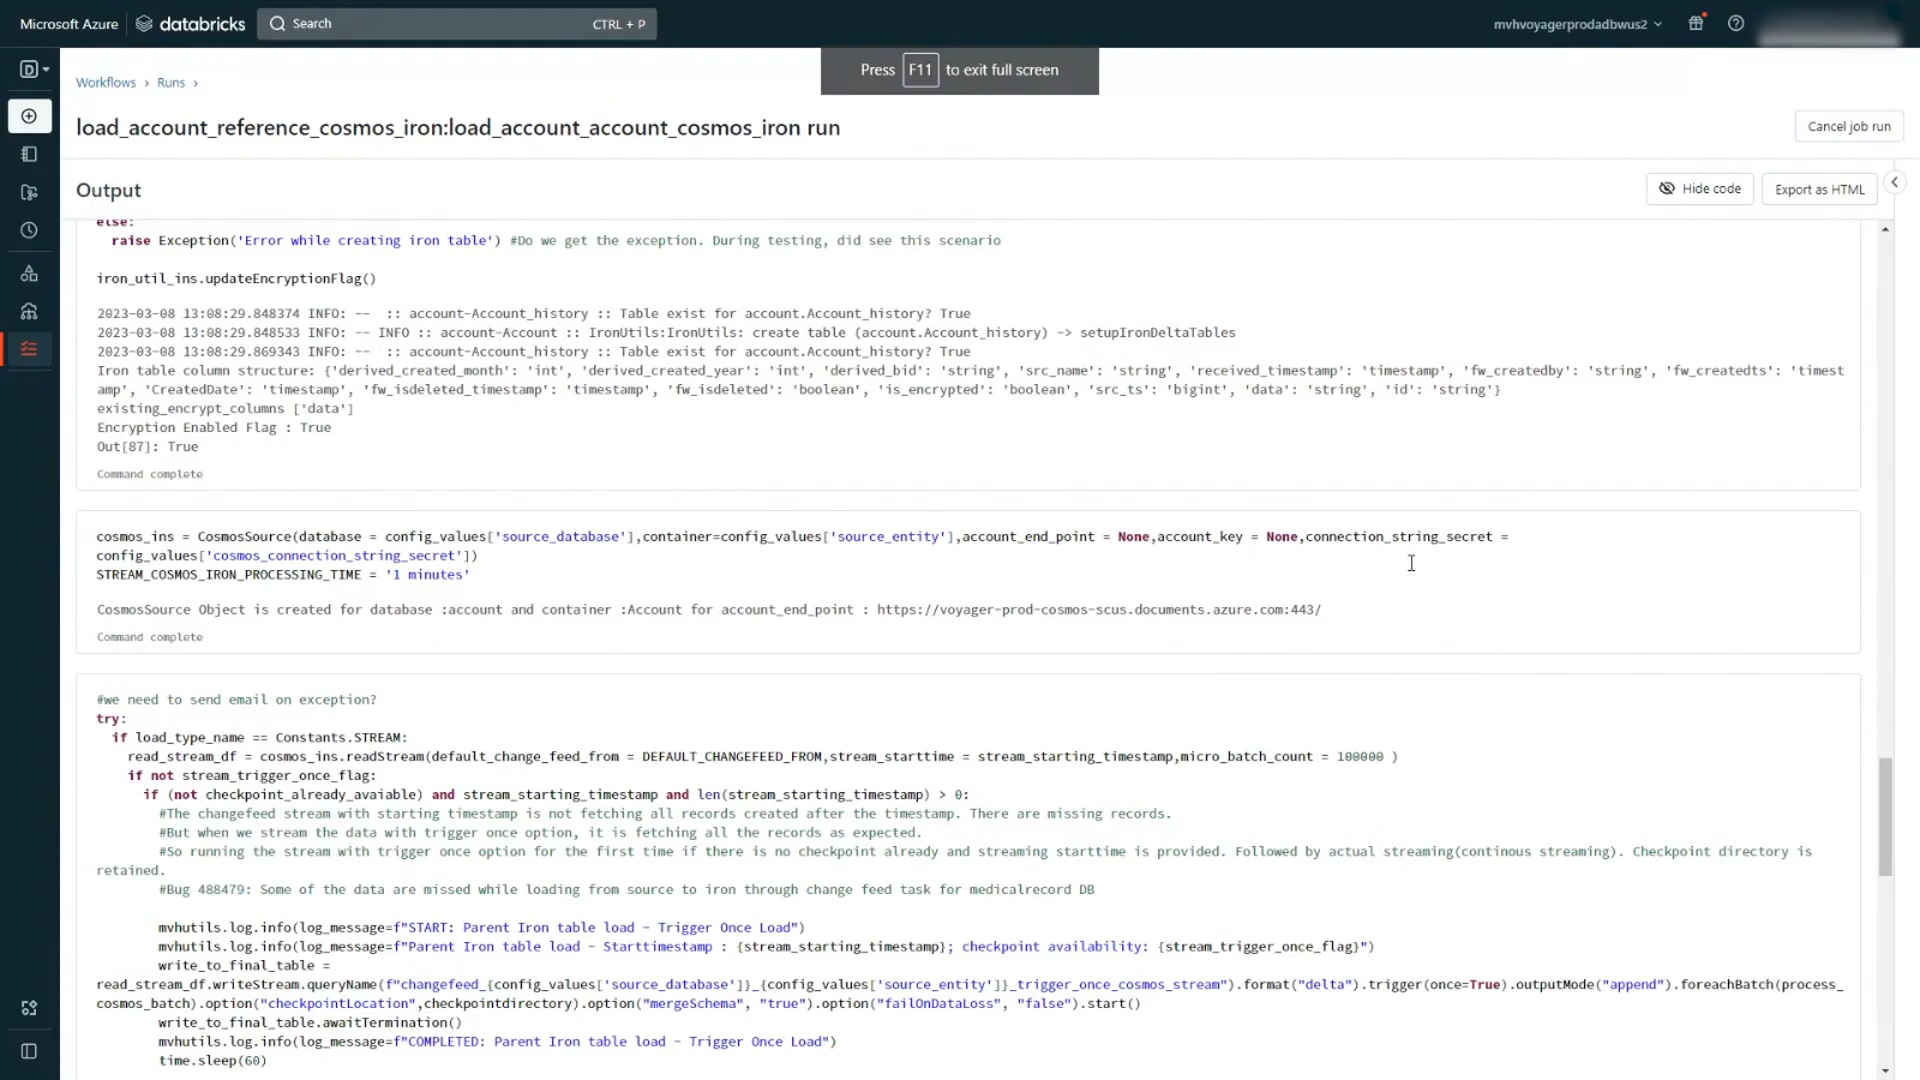 Microsoft Azure databricks Search CTRL + P mvhvoyagerprodadbwus2
D
Press F11 to exit full screen
Workflows › Runs ›
load_account_reference_cosmos_iron:load_account_account_cosmos_iron run
Cancel job run
Output
Hide code
Export as HTML
else:
raise Exception('Error while creating iron table') #Do we get the exception. During testing, did see this scenario
iron_util_ins.updateEncryptionFlag()
2023-03-08 13:08:29.848374 INFO: --  :: account-Account_history :: Table exist for account.Account_history? True
2023-03-08 13:08:29.848533 INFO: -- INFO :: account-Account :: IronUtils:IronUtils: create table (account.Account_history) -> setupIronDeltaTables
2023-03-08 13:08:29.869343 INFO: --  :: account-Account_history :: Table exist for account.Account_history? True
Iron table column structure: {'derived_created_month': 'int', 'derived_created_year': 'int', 'derived_bid': 'string', 'src_name': 'string', 'received_timestamp': 'timestamp', 'fw_createdby': 'string', 'fw_createdts': 'timest
amp', 'CreatedDate': 'timestamp', 'fw_isdeleted_timestamp': 'timestamp', 'fw_isdeleted': 'boolean', 'is_encrypted': 'boolean', 'src_ts': 'bigint', 'data': 'string', 'id': 'string'}
existing_encrypt_columns ['data']
Encryption Enabled Flag : True
Out[87]: True
Command complete
cosmos_ins = CosmosSource(database = config_values['source_database'],container=config_values['source_entity'],account_end_point = None,account_key = None,connection_string_secret =
config_values['cosmos_connection_string_secret'])
STREAM_COSMOS_IRON_PROCESSING_TIME = '1 minutes'
CosmosSource Object is created for database :account and container :Account for account_end_point : https://voyager-prod-cosmos-scus.documents.azure.com:443/
Command complete
#we need to send email on exception?
try:
if load_type_name == Constants.STREAM:
read_stream_df = cosmos_ins.readStream(default_change_feed_from = DEFAULT_CHANGEFEED_FROM,stream_starttime = stream_starting_timestamp,micro_batch_count = 100000 )
if not stream_trigger_once_flag:
if (not checkpoint_already_avaiable) and stream_starting_timestamp and len(stream_starting_timestamp) > 0:
#The changefeed stream with starting timestamp is not fetching all records created after the timestamp. There are missing records.
#But when we stream the data with trigger once option, it is fetching all the records as expected.
#So running the stream with trigger once option for the first time if there is no checkpoint already and streaming starttime is provided. Followed by actual streaming(continous streaming). Checkpoint directory is
retained.
#Bug 488479: Some of the data are missed while loading from source to iron through change feed task for medicalrecord DB
mvhutils.log.info(log_message=f"START: Parent Iron table load - Trigger Once Load")
mvhutils.log.info(log_message=f"Parent Iron table load - Starttimestamp : {stream_starting_timestamp}; checkpoint availability: {stream_trigger_once_flag}")
write_to_final_table =
read_stream_df.writeStream.queryName(f"changefeed_{config_values['source_database']}_{config_values['source_entity']}_trigger_once_cosmos_stream").format("delta").trigger(once=True).outputMode("append").foreachBatch(process_
cosmos_batch).option("checkpointLocation",checkpointdirectory).option("mergeSchema", "true").option("failOnDataLoss", "false").start()
write_to_final_table.awaitTermination()
mvhutils.log.info(log_message=f"COMPLETED: Parent Iron table load - Trigger Once Load")
time.sleep(60)